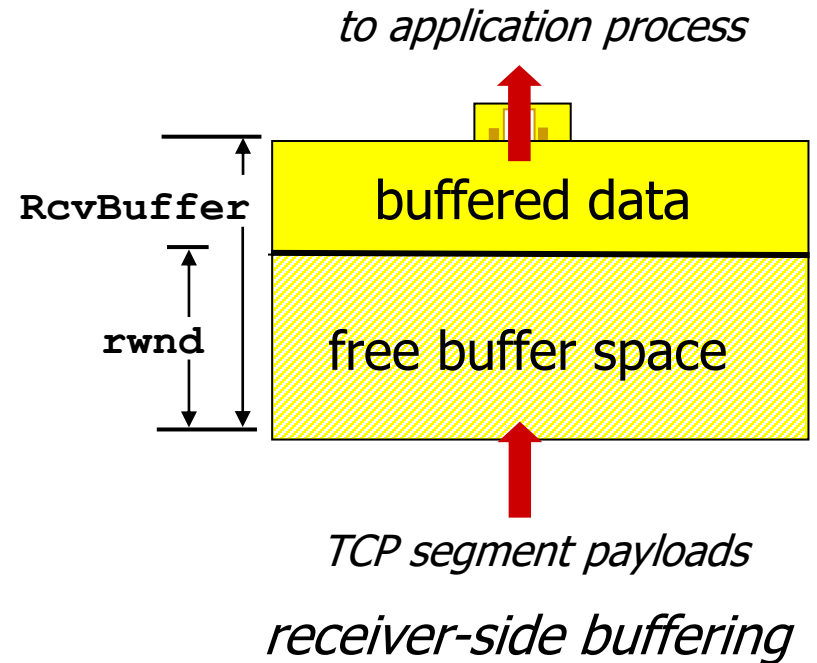 to application process
RcvBuffer
buffered data
rwnd
free buffer space
TCP segment payloads
receiver-side buffering